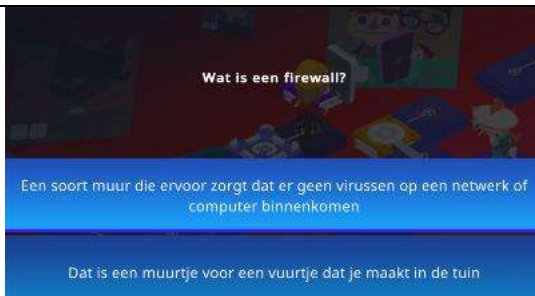 Wat is een firewall?
Een soort muur die ervoor zorgt dat er geen virussen op een netwerk of
computer binnenkomen
Dat is een muurtje voor een vuurtje dat je maakt in de tuin